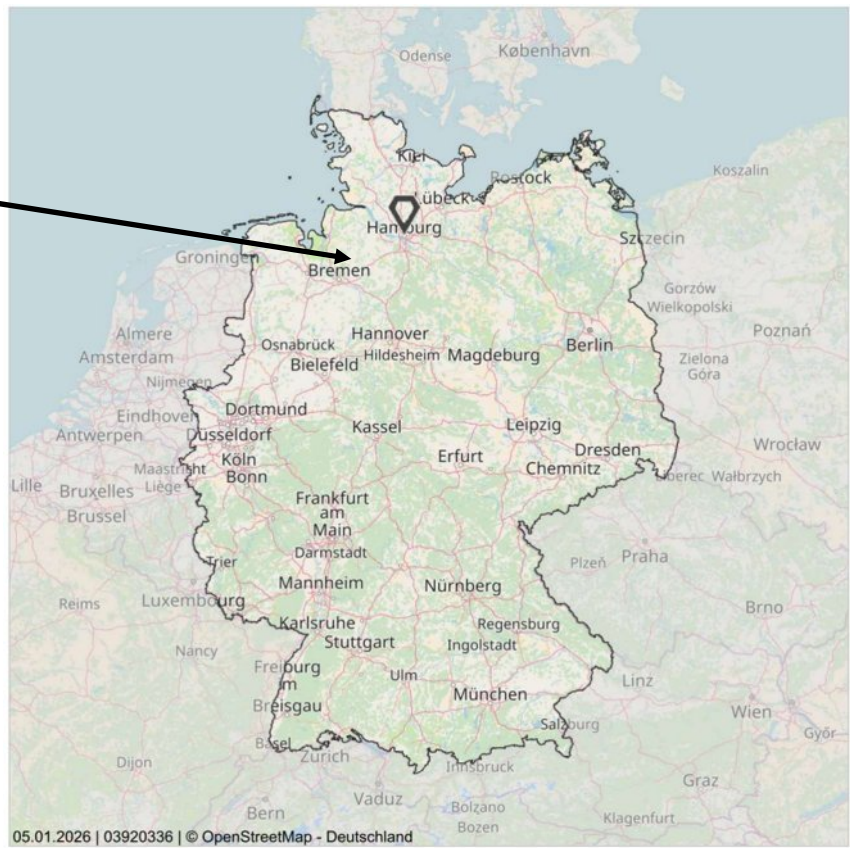 København
Odense
Kiel
Koszalin
Rostock
Lübeck
Hamburg
Szczecin
Groningen
Bremen
Gorzów
Wielkopolski
Almere
Amsterdam
Hannover
Osnabrück
Hildesheim
Magdeburg
Berlin
Poznań
Bielefeld
Zielona
Góra
Nijmegen
Eindhoven
Dortmund
Antwerpen
Düsseldorf
Kassel
Leipzig
Wrocław
Köln
Erfurt
Dresden
Chemnitz
Maastricht
Bonn
Liberec
Wałbrzych
Lille
Bruxelles
Liège
Brussel
Frankfurt
am
Main
Darmstadt
Trier
Plzeň
Praha
Mannheim
Nürnberg
Reims
Luxembourg
Brno
Karlsruhe
Regensburg
Stuttgart
Ingolstadt
Nancy
Freiburg
im
Breisgau
Ulm
Linz
München
Wien
Salzburg
Győr
Basel
Zürich
Dijon
Innsbruck
Graz
Vaduz
Bern
Bolzano
Bozen
Klagenfurt
05.01.2026 | 03920336 | © OpenStreetMap - Deutschland